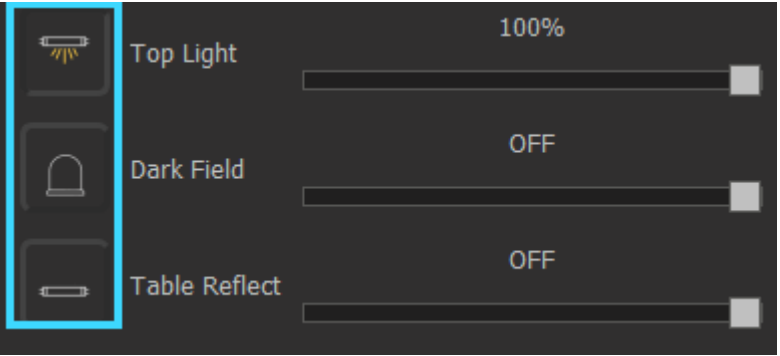 100%
Top Light
OFF
Dark Field
OFF
Table Reflect